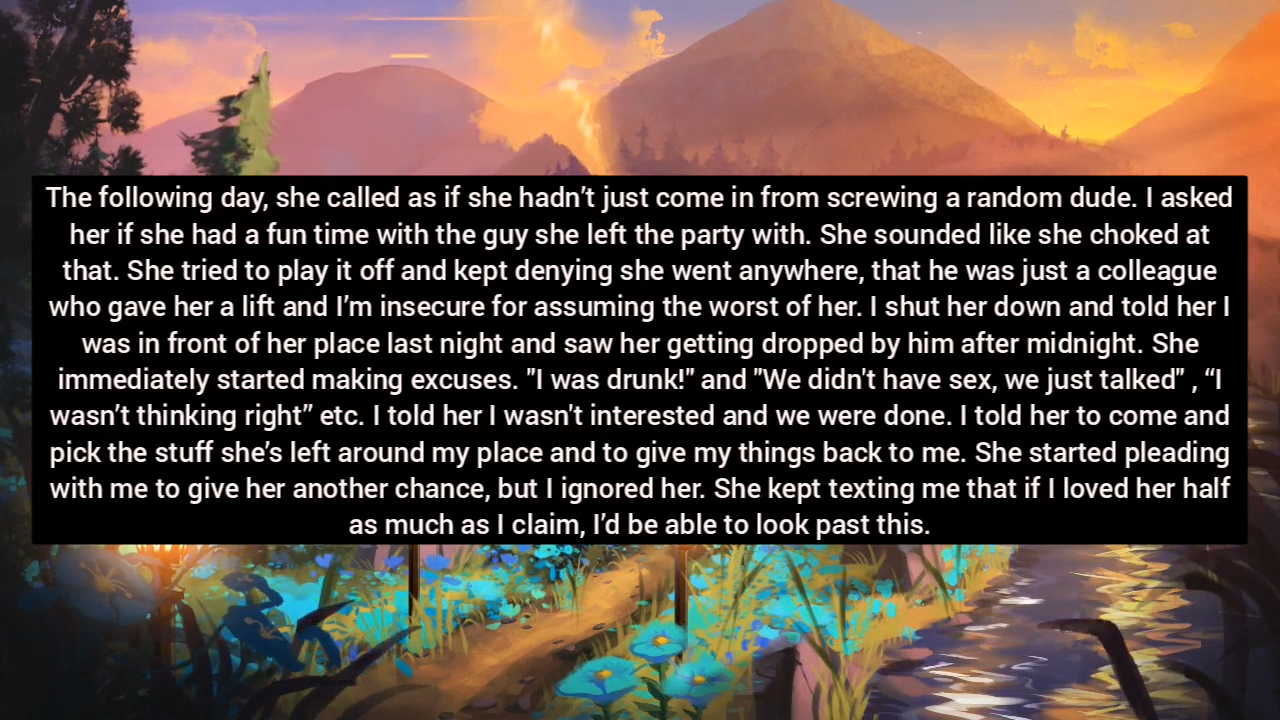 The following day, she called as if she hadn’t just come in from screwing a random dude. I asked
her if she had a fun time with the guy she left the party with. She sounded like she choked at
that. She tried to play it off and kept denying she went anywhere, that he was just a colleague
who gave her a lift and I’m insecure for assuming the worst of her. I shut her down and told her I
was in front of her place last night and saw her getting dropped by him after midnight. She
immediately started making excuses. "I was drunk!" and "We didn't have sex, we just talked" , “I
wasn’t thinking right” etc. I told her I wasn't interested and we were done. I told her to come and
pick the stuff she’s left around my place and to give my things back to me. She started pleading
with me to give her another chance, but I ignored her. She kept texting me that if I loved her half
as much as I claim, I’d be able to look past this.